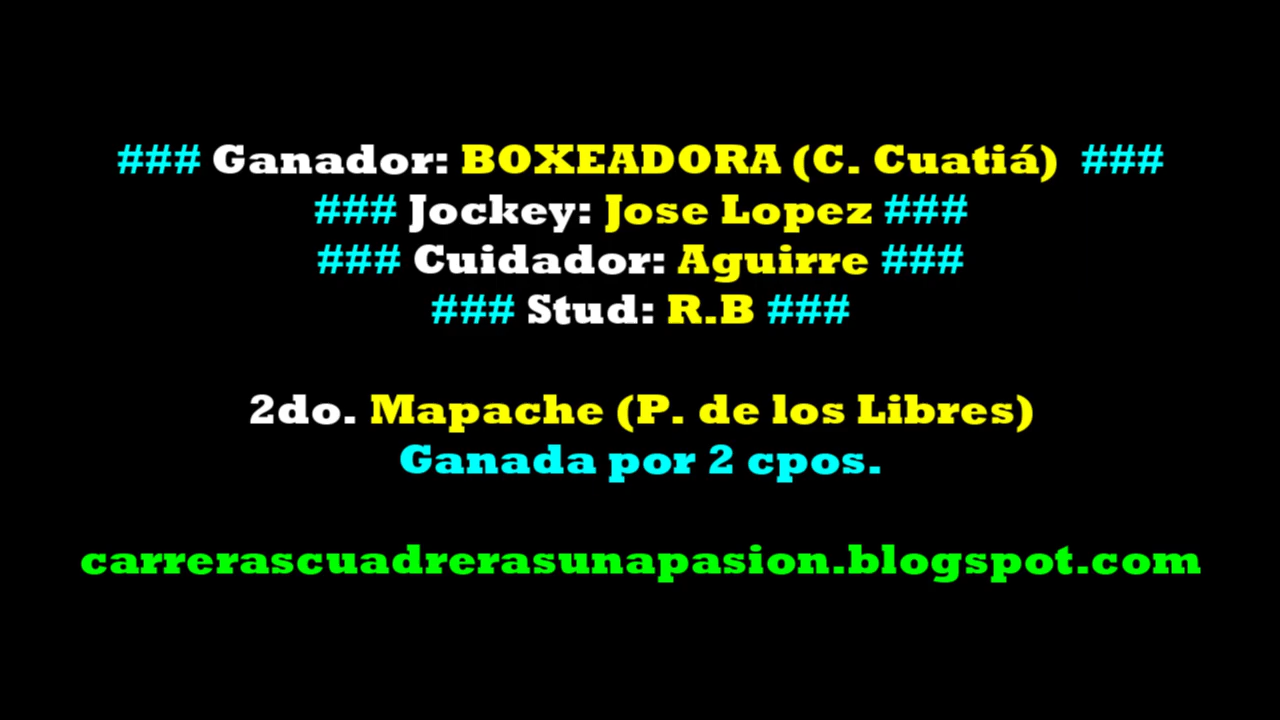 ### Ganador: BOXEADORA (C. Cuatiá) ###
### Jockey: Jose Lopez ###
### Cuidador: Aguirre ###
### Stud: R.B ###
2do. Mapache (P. de los Libres)
Ganada por 2 cpos.
carrerascuadrerasunapasion.blogspot.com